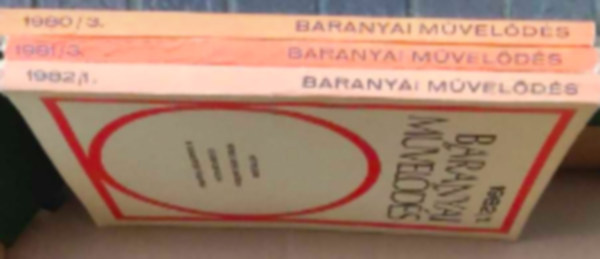 1980/3. BARANYAI MŰVELŐDÉS
1981/3. BARANYAI MŰVELŐDÉS
1982/1. BARANYAI MŰVELŐDÉS
1982/1.
BARANYAI
MŰVELŐDÉS